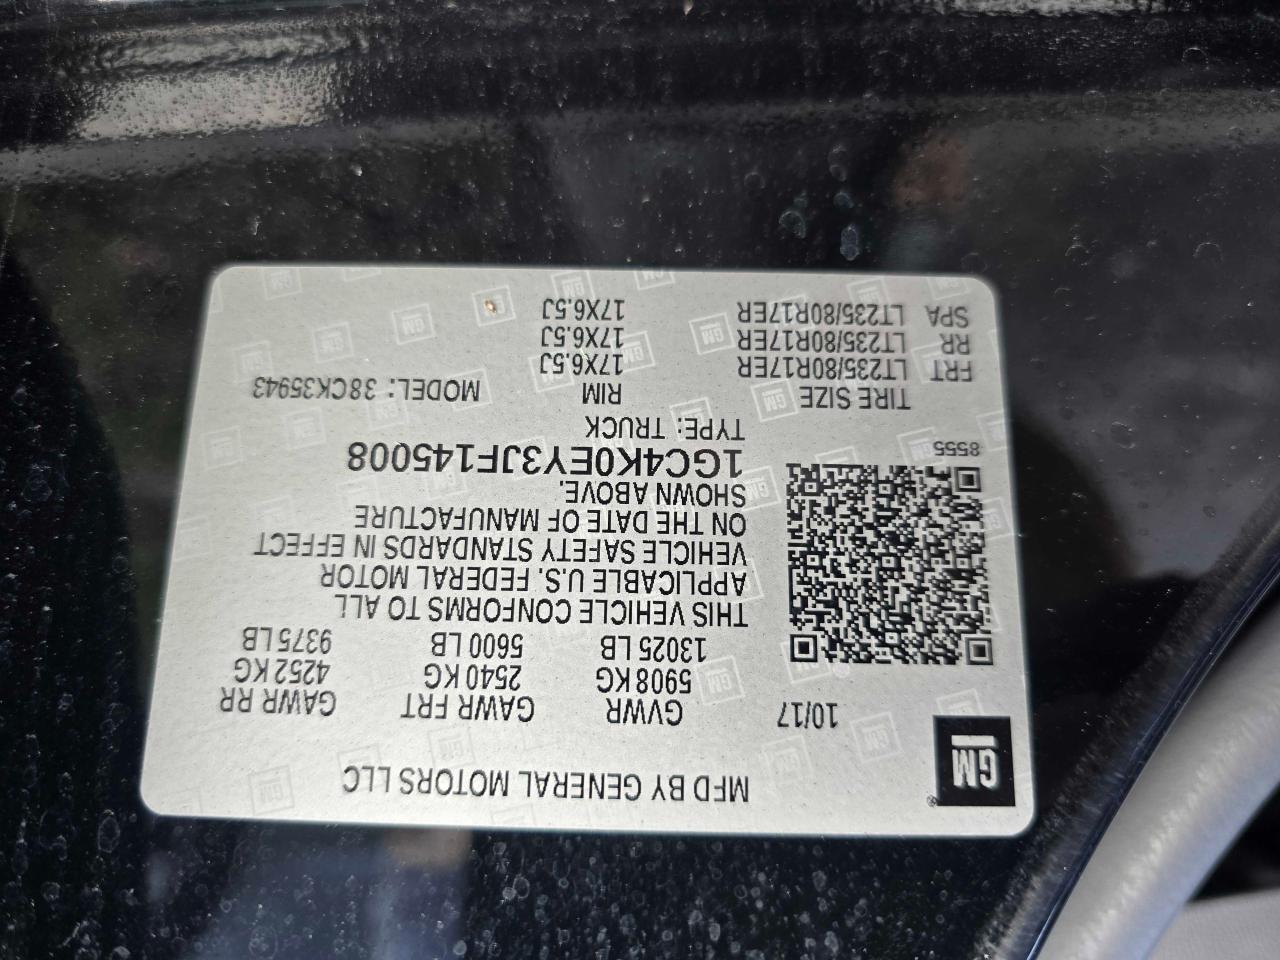 MFD BY GENERAL MOTORS LLC
GM
10/17 GVWR GAWR FRT GAWR RR
5908 KG 2540 KG 4252 KG
13025 LB 5600 LB 9375 LB
THIS VEHICLE CONFORMS TO ALL
APPLICABLE U.S. FEDERAL MOTOR
VEHICLE SAFETY STANDARDS IN EFFECT
ON THE DATE OF MANUFACTURE
SHOWN ABOVE.
1GC4K0EY3JF145008
8555
TYPE: TRUCK
TIRE SIZE RIM MODEL: 38CK35943
FRT LT235/80R17ER 17X6.5J
RR LT235/80R17ER 17X6.5J
SPA LT235/80R17ER 17X6.5J